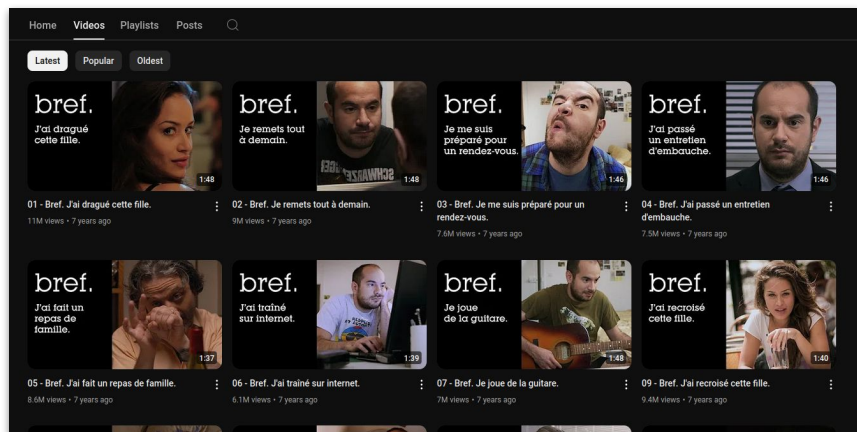 Home Videos Playlists Posts
Latest Popular Oldest
bref.
J'ai dragué
cette fille.
1:48
bref.
Je remets tout
à demain.
1:48
bref.
Je me suis
préparé pour
un rendez-vous.
1:46
bref.
J'ai passé
un entretien
d'embauche.
1:46
01 - Bref. J'ai dragué cette fille.
11M views • 7 years ago
02 - Bref. Je remets tout à demain.
9M views • 7 years ago
03 - Bref. Je me suis préparé pour un
rendez-vous.
7.6M views • 7 years ago
04 - Bref. J'ai passé un entretien
d'embauche.
7.5M views • 7 years ago
bref.
J'ai fait un
repas de
famille.
1:37
bref.
J'ai traîné
sur internet.
1:39
bref.
Je joue
de la guitare.
1:48
bref.
J'ai recroisé
cette fille.
1:40
05 - Bref. J'ai fait un repas de famille.
8.6M views • 7 years ago
06 - Bref. J'ai traîné sur internet.
6.1M views • 7 years ago
07 - Bref. Je joue de la guitare.
7M views • 7 years ago
09 - Bref. J'ai recroisé cette fille.
9.4M views • 7 years ago